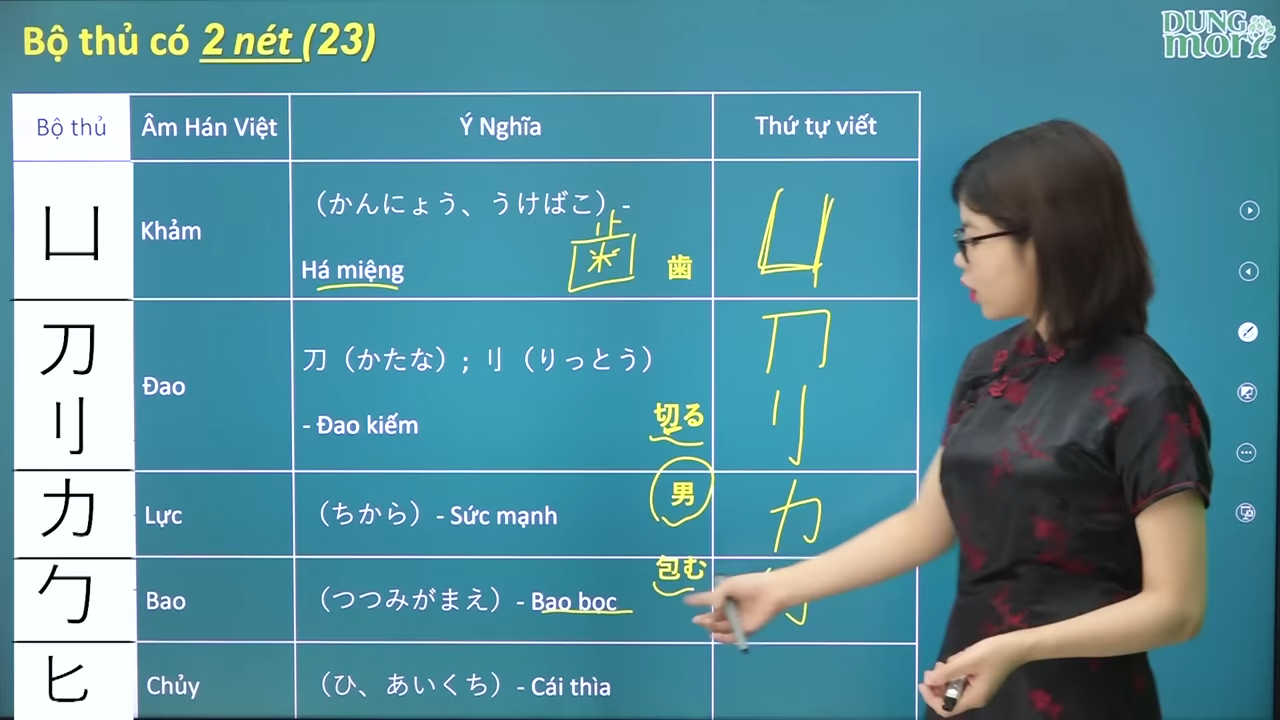 Bộ thủ có 2 nét (23)
DUNG
mori
Bộ thủ Âm Hán Việt Ý Nghĩa Thứ tự viết
凵 Khảm （かんにょう、うけばこ）- 凵
Há miệng 歯 歯
刀 Đao 刀（かたな）; 刂（りっとう）
刂 - Đao kiếm 刂
切る
力 Lực （ちから）- Sức mạnh 男 力
勹 Bao （つつみがまえ）- Bao bọc 包む
匕 Chủy （ひ、あいくち）- Cái thìa